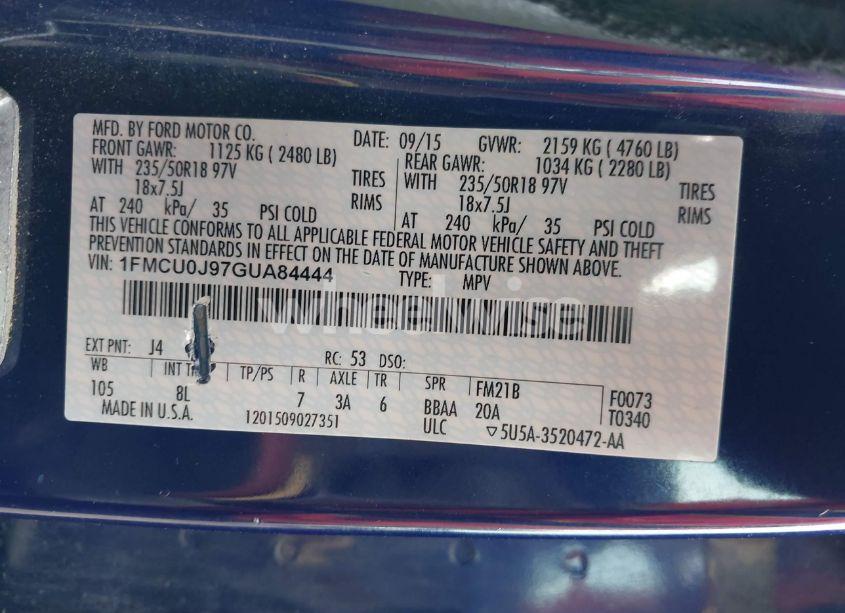 MFD. BY FORD MOTOR CO. DATE: 09/15 GVWR: 2159 KG ( 4760 LB)
FRONT GAWR: 1125 KG ( 2480 LB) REAR GAWR: 1034 KG ( 2280 LB)
WITH 235/50R18 97V TIRES WITH 235/50R18 97V TIRES
18x7.5J RIMS 18x7.5J RIMS
AT 240 kPa/ 35 PSI COLD AT 240 kPa/ 35 PSI COLD
THIS VEHICLE CONFORMS TO ALL APPLICABLE FEDERAL MOTOR VEHICLE SAFETY AND THEFT
PREVENTION STANDARDS IN EFFECT ON THE DATE OF MANUFACTURE SHOWN ABOVE.
VIN: 1FMCU0J97GUA84444 TYPE: MPV
wheelwise
EXT PNT: J4 RC: 53 DSO:
WB INT TP/PS R AXLE TR SPR FM21B F0073
105 8L 7 3A 6 BBAA 20A T0340
MADE IN U.S.A. 1201509027351 ULC ▽5U5A-3520472-AA